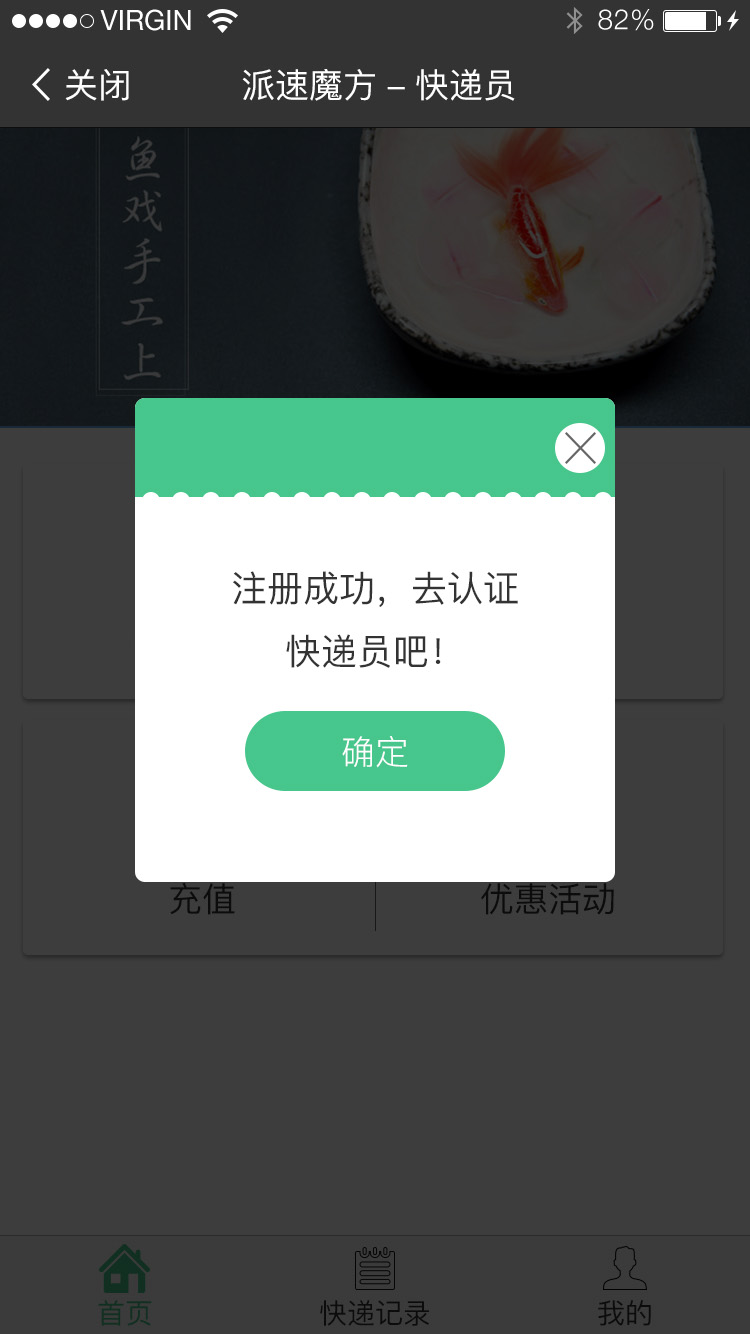 VIRGIN 82%
关闭 派速魔方 – 快递员
鱼戏手工上
注册成功，去认证
快递员吧！
确定
充值 优惠活动
首页 快递记录 我的